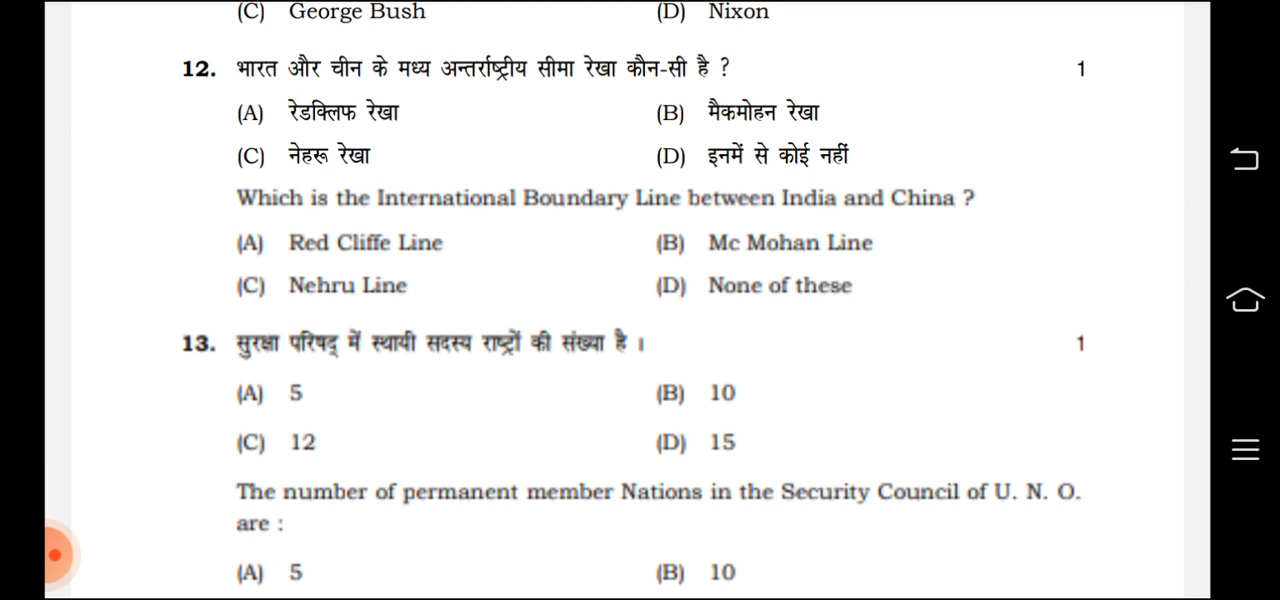 (C) George Bush (D) Nixon
12. भारत और चीन के मध्य अन्तर्राष्ट्रीय सीमा रेखा कौन-सी है ? 1
(A) रेडक्लिफ रेखा (B) मैकमोहन रेखा
(C) नेहरू रेखा (D) इनमें से कोई नहीं
Which is the International Boundary Line between India and China ?
(A) Red Cliffe Line (B) Mc Mohan Line
(C) Nehru Line (D) None of these
13. सुरक्षा परिषद् में स्थायी सदस्य राष्ट्रों की संख्या है । 1
(A) 5 (B) 10
(C) 12 (D) 15
The number of permanent member Nations in the Security Council of U. N. O.
are :
(A) 5 (B) 10